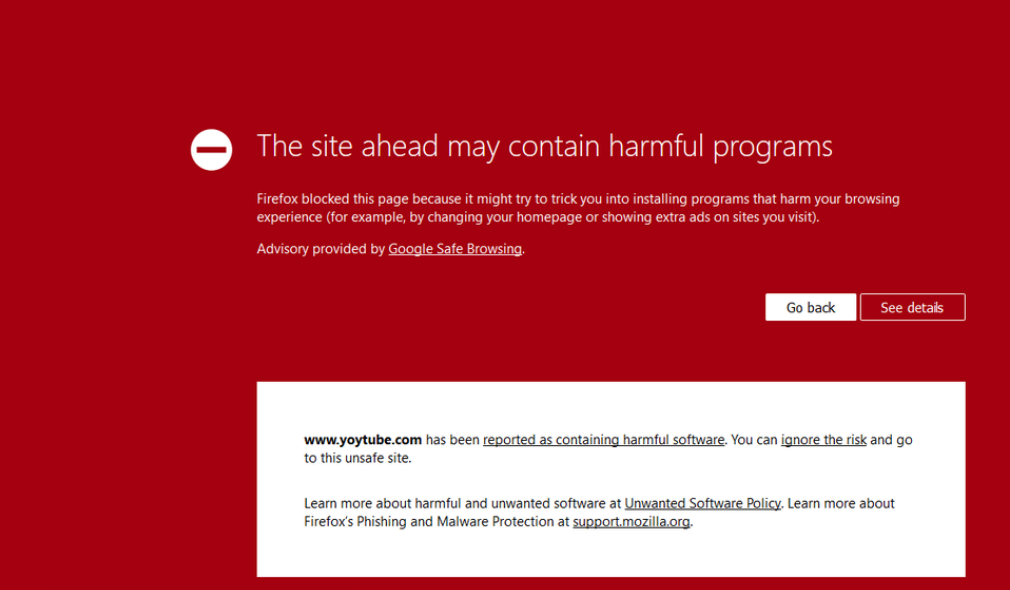 The site ahead may contain harmful programs
Firefox blocked this page because it might try to trick you into installing programs that harm your browsing
experience (for example, by changing your homepage or showing extra ads on sites you visit).
Advisory provided by Google Safe Browsing.
Go back
See details
www.yoytube.com has been reported as containing harmful software. You can ignore the risk and go
to this unsafe site.
Learn more about harmful and unwanted software at Unwanted Software Policy. Learn more about
Firefox's Phishing and Malware Protection at support.mozilla.org.